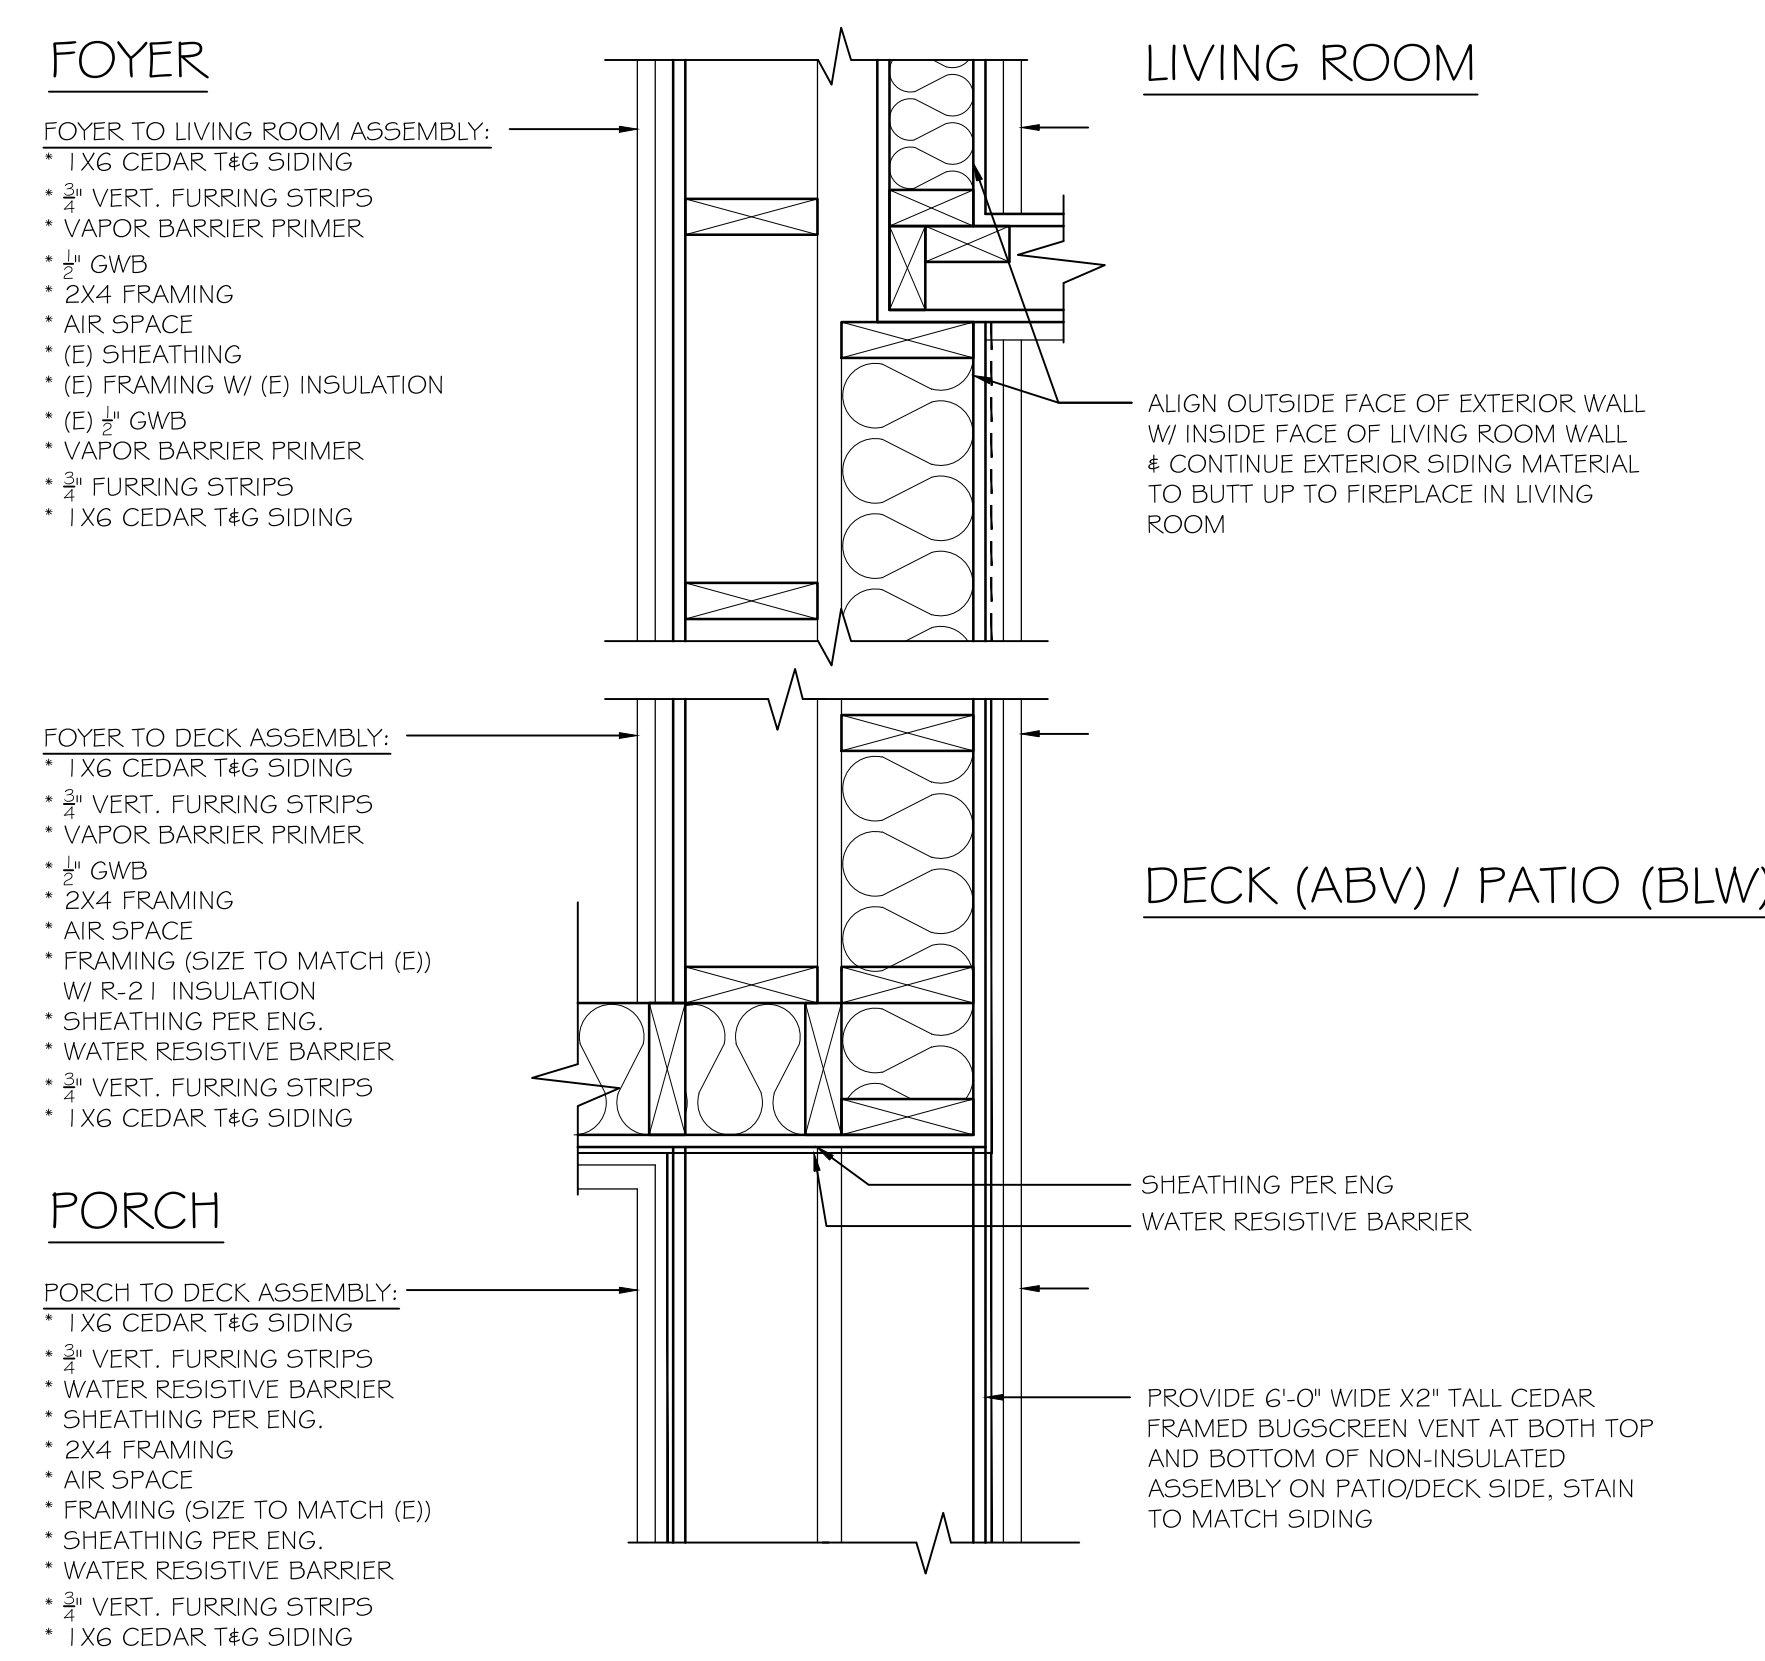 FOYER
FOYER TO LIVING ROOM ASSEMBLY:
* 1X6 CEDAR T&G SIDING
* 3/4" VERT. FURRING STRIPS
* VAPOR BARRIER PRIMER
* 1/2" GWB
* 2X4 FRAMING
* AIR SPACE
* (E) SHEATHING
* (E) FRAMING W/ (E) INSULATION
* (E) 1/2" GWB
* VAPOR BARRIER PRIMER
* 3/4" FURRING STRIPS
* 1X6 CEDAR T&G SIDING
LIVING ROOM
ALIGN OUTSIDE FACE OF EXTERIOR WALL
W/ INSIDE FACE OF LIVING ROOM WALL
& CONTINUE EXTERIOR SIDING MATERIAL
TO BUTT UP TO FIREPLACE IN LIVING
ROOM
FOYER TO DECK ASSEMBLY:
* 1X6 CEDAR T&G SIDING
* 3/4" VERT. FURRING STRIPS
* VAPOR BARRIER PRIMER
* 1/2" GWB
* 2X4 FRAMING
* AIR SPACE
* FRAMING (SIZE TO MATCH (E))
W/ R-21 INSULATION
* SHEATHING PER ENG.
* WATER RESISTIVE BARRIER
* 3/4" VERT. FURRING STRIPS
* 1X6 CEDAR T&G SIDING
DECK (ABV) / PATIO (BLW)
SHEATHING PER ENG
WATER RESISTIVE BARRIER
PORCH
PORCH TO DECK ASSEMBLY:
* 1X6 CEDAR T&G SIDING
* 3/4" VERT. FURRING STRIPS
* WATER RESISTIVE BARRIER
* SHEATHING PER ENG.
* 2X4 FRAMING
* AIR SPACE
* FRAMING (SIZE TO MATCH (E))
* SHEATHING PER ENG.
* WATER RESISTIVE BARRIER
* 3/4" VERT. FURRING STRIPS
* 1X6 CEDAR T&G SIDING
PROVIDE 6'-0" WIDE X2" TALL CEDAR
FRAMED BUGSCREEN VENT AT BOTH TOP
AND BOTTOM OF NON-INSULATED
ASSEMBLY ON PATIO/DECK SIDE, STAIN
TO MATCH SIDING